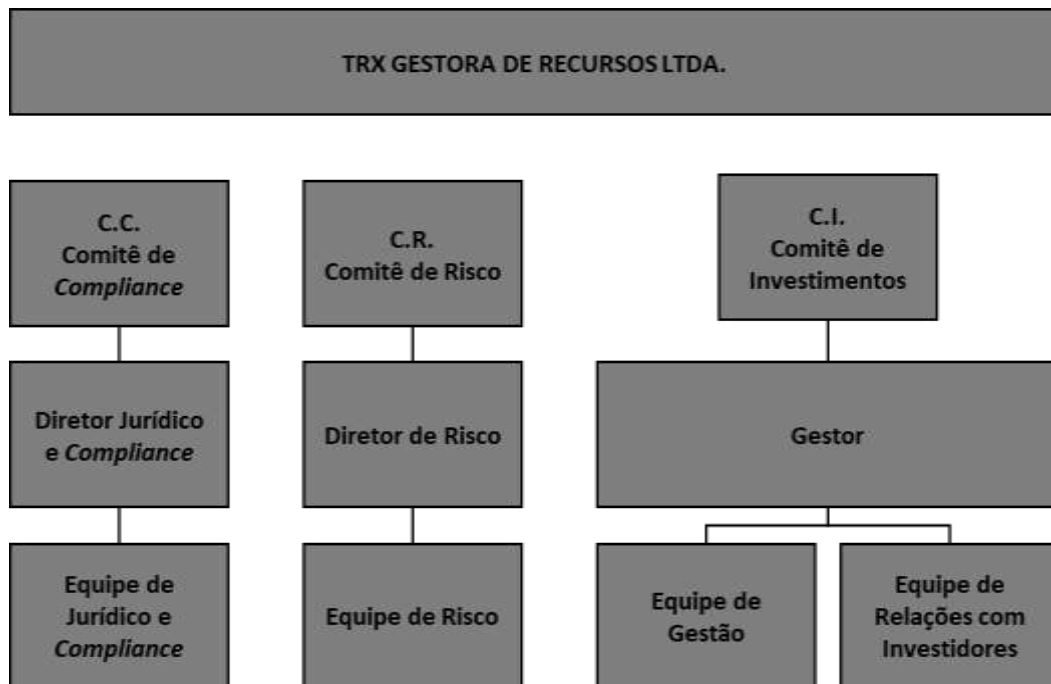 TRX GESTORA DE RECURSOS LTDA.
C.C.
Comitê de
Compliance
C.R.
Comitê de Risco
C.I.
Comitê de
Investimentos
Diretor Jurídico
e Compliance
Diretor de Risco
Gestor
Equipe de
Jurídico e
Compliance
Equipe de Risco
Equipe de
Gestão
Equipe de
Relações com
Investidores